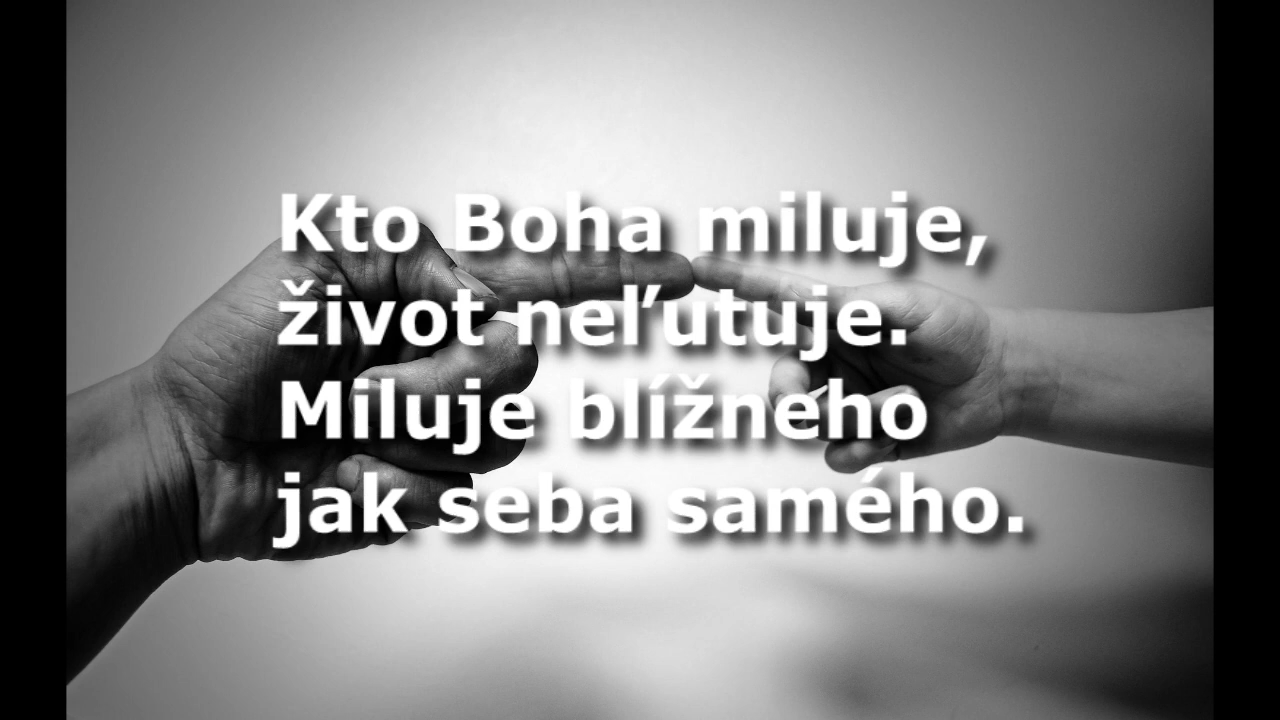 Kto Boha miluje,
život neľutuje.
Miluje blížneho
jak seba samého.